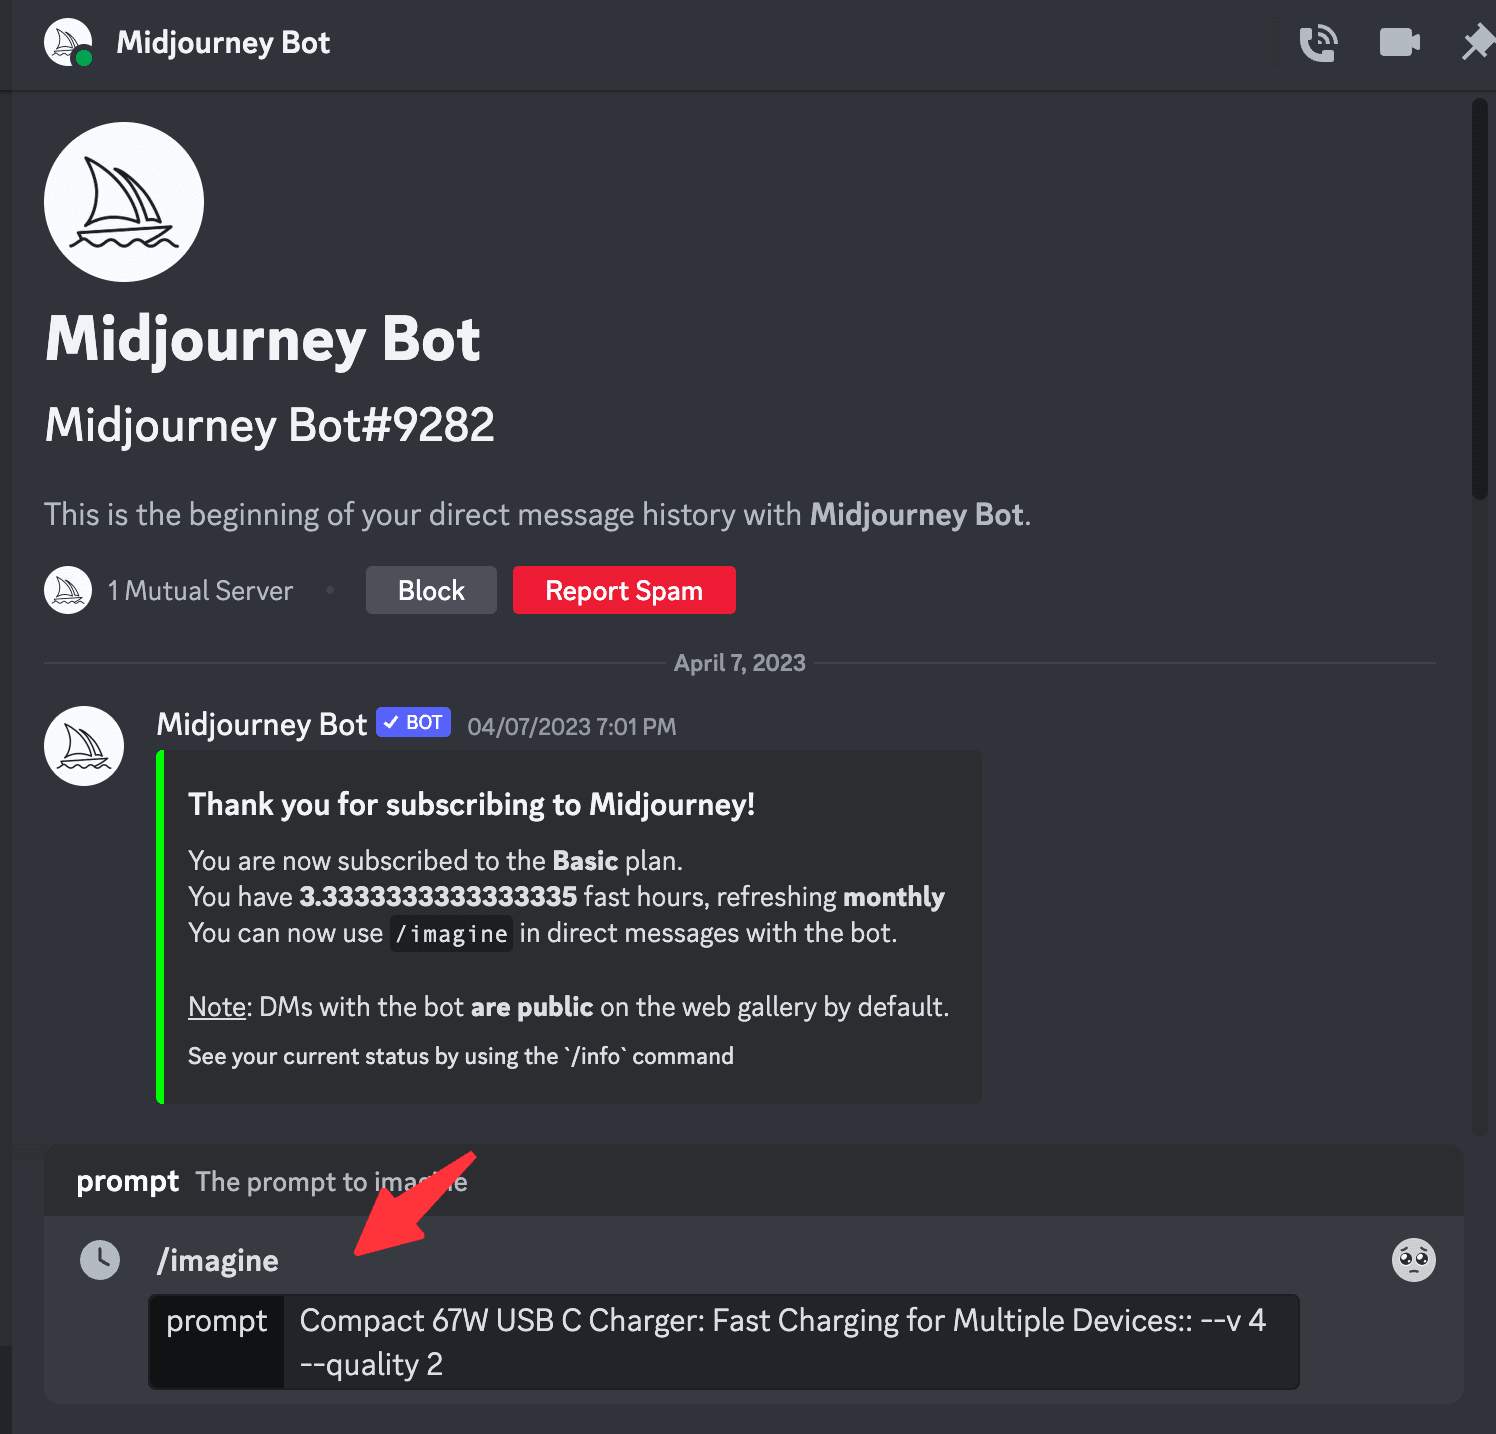 Midjourney Bot
Midjourney Bot
Midjourney Bot#9282
This is the beginning of your direct message history with Midjourney Bot.
1 Mutual Server
Block
Report Spam
April 7, 2023
Midjourney Bot BOT 04/07/2023 7:01 PM
Thank you for subscribing to Midjourney!
You are now subscribed to the Basic plan.
You have 3.3333333333333335 fast hours, refreshing monthly
You can now use /imagine in direct messages with the bot.
Note: DMs with the bot are public on the web gallery by default.
See your current status by using the `/info` command
prompt The prompt to imagine
/imagine
prompt Compact 67W USB C Charger: Fast Charging for Multiple Devices:: --v 4
--quality 2